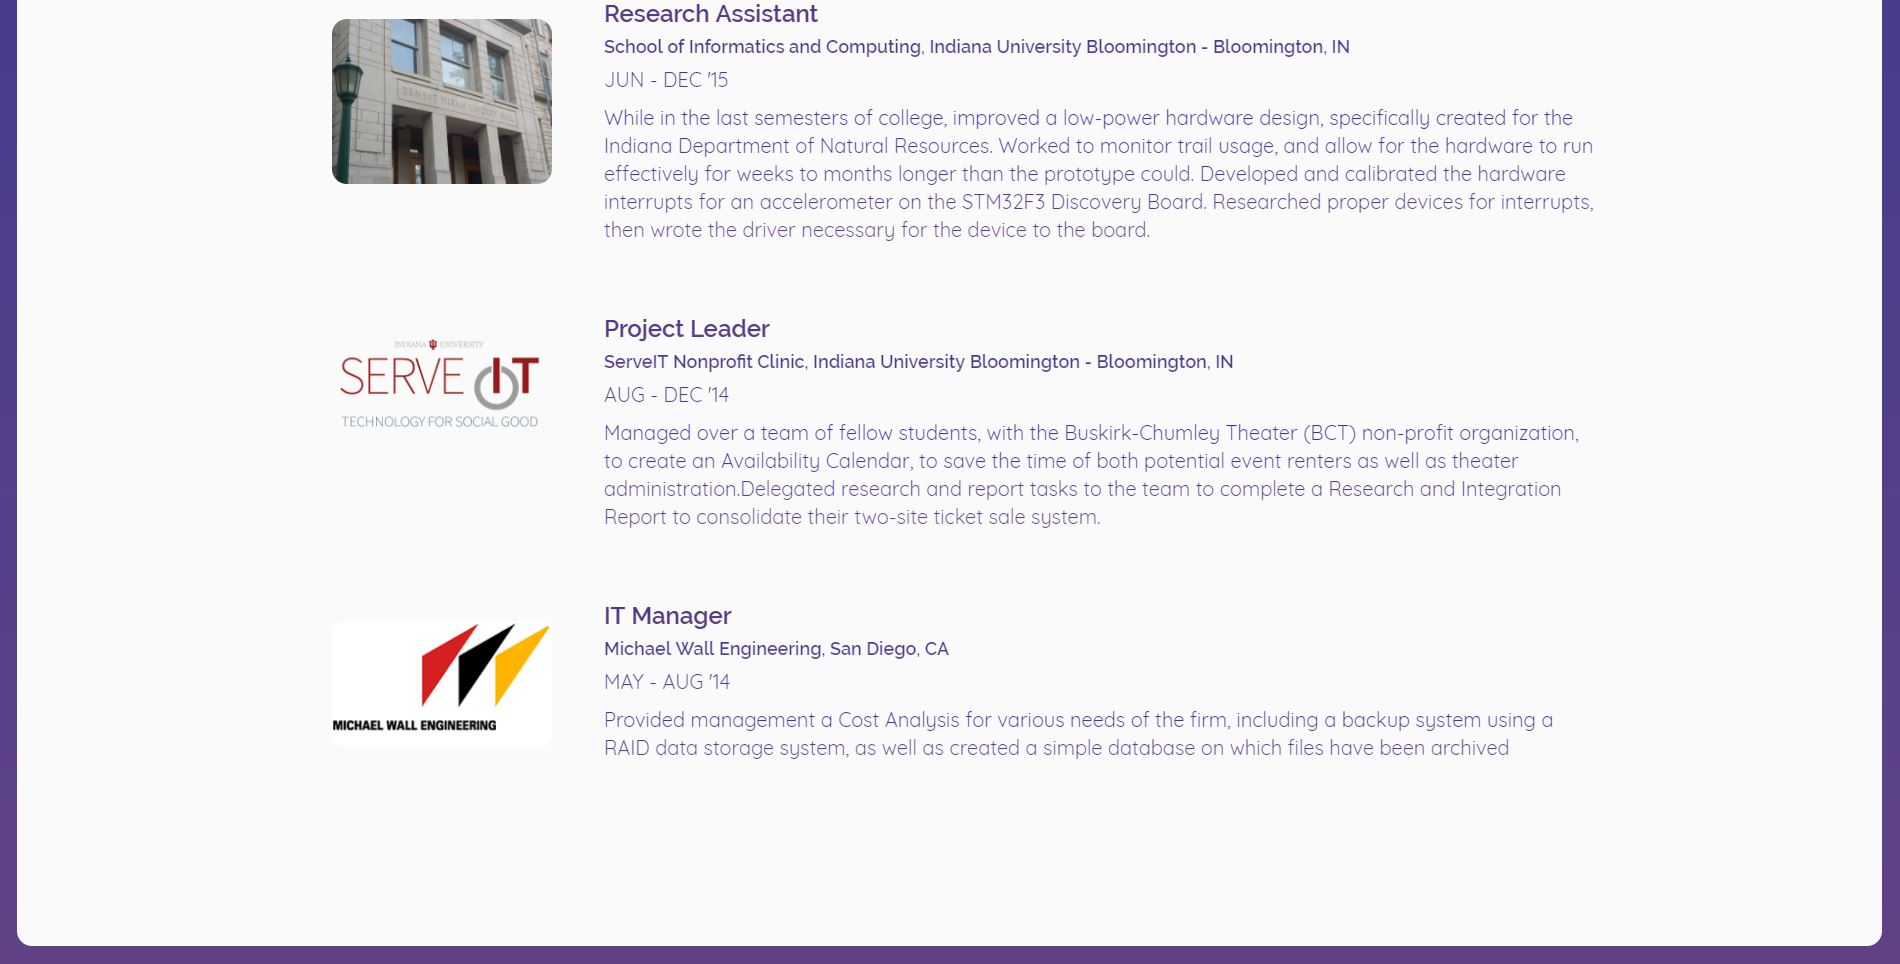 Research Assistant
School of Informatics and Computing, Indiana University Bloomington - Bloomington, IN
JUN - DEC '15
ERNEST HIRAM LINDLEY HALL
While in the last semesters of college, improved a low-power hardware design, specifically created for the
Indiana Department of Natural Resources. Worked to monitor trail usage, and allow for the hardware to run
effectively for weeks to months longer than the prototype could. Developed and calibrated the hardware
interrupts for an accelerometer on the STM32F3 Discovery Board. Researched proper devices for interrupts,
then wrote the driver necessary for the device to the board.
INDIANA UNIVERSITY
SERVE IT
TECHNOLOGY FOR SOCIAL GOOD
Project Leader
ServeIT Nonprofit Clinic, Indiana University Bloomington - Bloomington, IN
AUG - DEC '14
Managed over a team of fellow students, with the Buskirk-Chumley Theater (BCT) non-profit organization,
to create an Availability Calendar, to save the time of both potential event renters as well as theater
administration.Delegated research and report tasks to the team to complete a Research and Integration
Report to consolidate their two-site ticket sale system.
MICHAEL WALL ENGINEERING
IT Manager
Michael Wall Engineering, San Diego, CA
MAY - AUG '14
Provided management a Cost Analysis for various needs of the firm, including a backup system using a
RAID data storage system, as well as created a simple database on which files have been archived